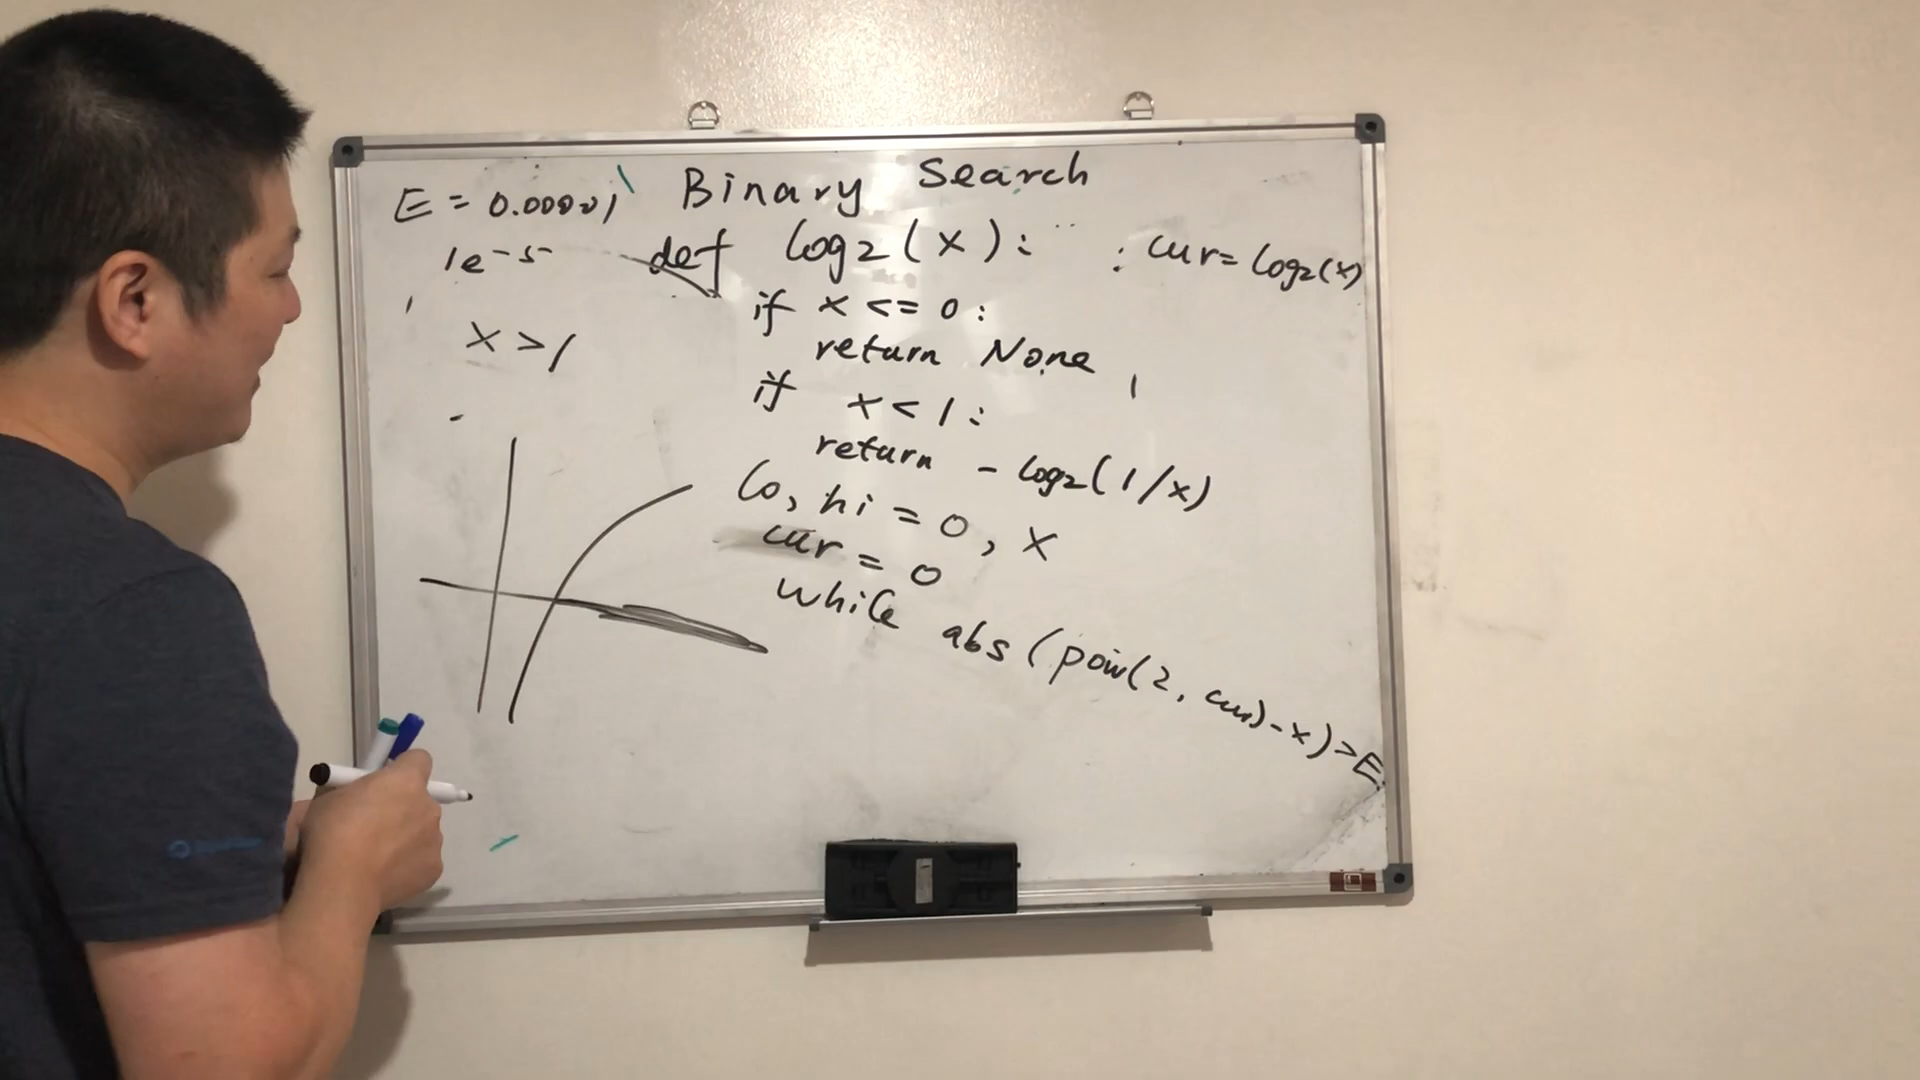 Binary Search
E = 0.00001
1e-5
x > 1
def log2(x):
: cur = log2(x)
if x <= 0:
return None
if x < 1:
return - log2(1/x)
lo, hi = 0, x
cur = 0
while abs(pow(2, cur) - x) > E: